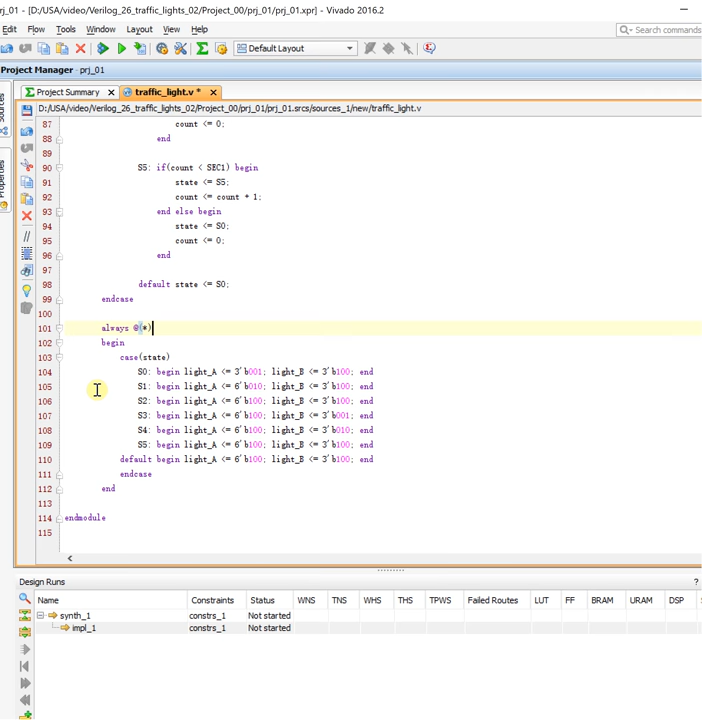 rj_01 - [D:/USA/video/Verilog_26_traffic_lights_02/Project_00/prj_01/prj_01.xpr] - Vivado 2016.2
Edit Flow Tools Window Layout View Help
Search commands
Default Layout
Project Manager - prj_01
Project Summary
traffic_light.v *
D:/USA/video/Verilog_26_traffic_lights_02/Project_00/prj_01/prj_01.srcs/sources_1/new/traffic_light.v
Sources
Properties
87 count <= 0;
88 end
89
90 S5: if(count < SEC1) begin
91 state <= S5;
92 count <= count + 1;
93 end else begin
94 state <= S0;
95 count <= 0;
96 end
97
98 default state <= S0;
99 endcase
100
101 always @(*)
102 begin
103 case(state)
104 S0: begin light_A <= 3'b001; light_B <= 3'b100; end
105 S1: begin light_A <= 6'b010; light_B <= 3'b100; end
106 S2: begin light_A <= 6'b100; light_B <= 3'b100; end
107 S3: begin light_A <= 6'b100; light_B <= 3'b001; end
108 S4: begin light_A <= 6'b100; light_B <= 3'b010; end
109 S5: begin light_A <= 6'b100; light_B <= 3'b100; end
110 default begin light_A <= 6'b100; light_B <= 3'b100; end
111 endcase
112 end
113
114 endmodule
115
Design Runs
Name Constraints Status WNS TNS WHS THS TPWS Failed Routes LUT FF BRAM URAM DSP
synth_1 constrs_1 Not started
impl_1 constrs_1 Not started